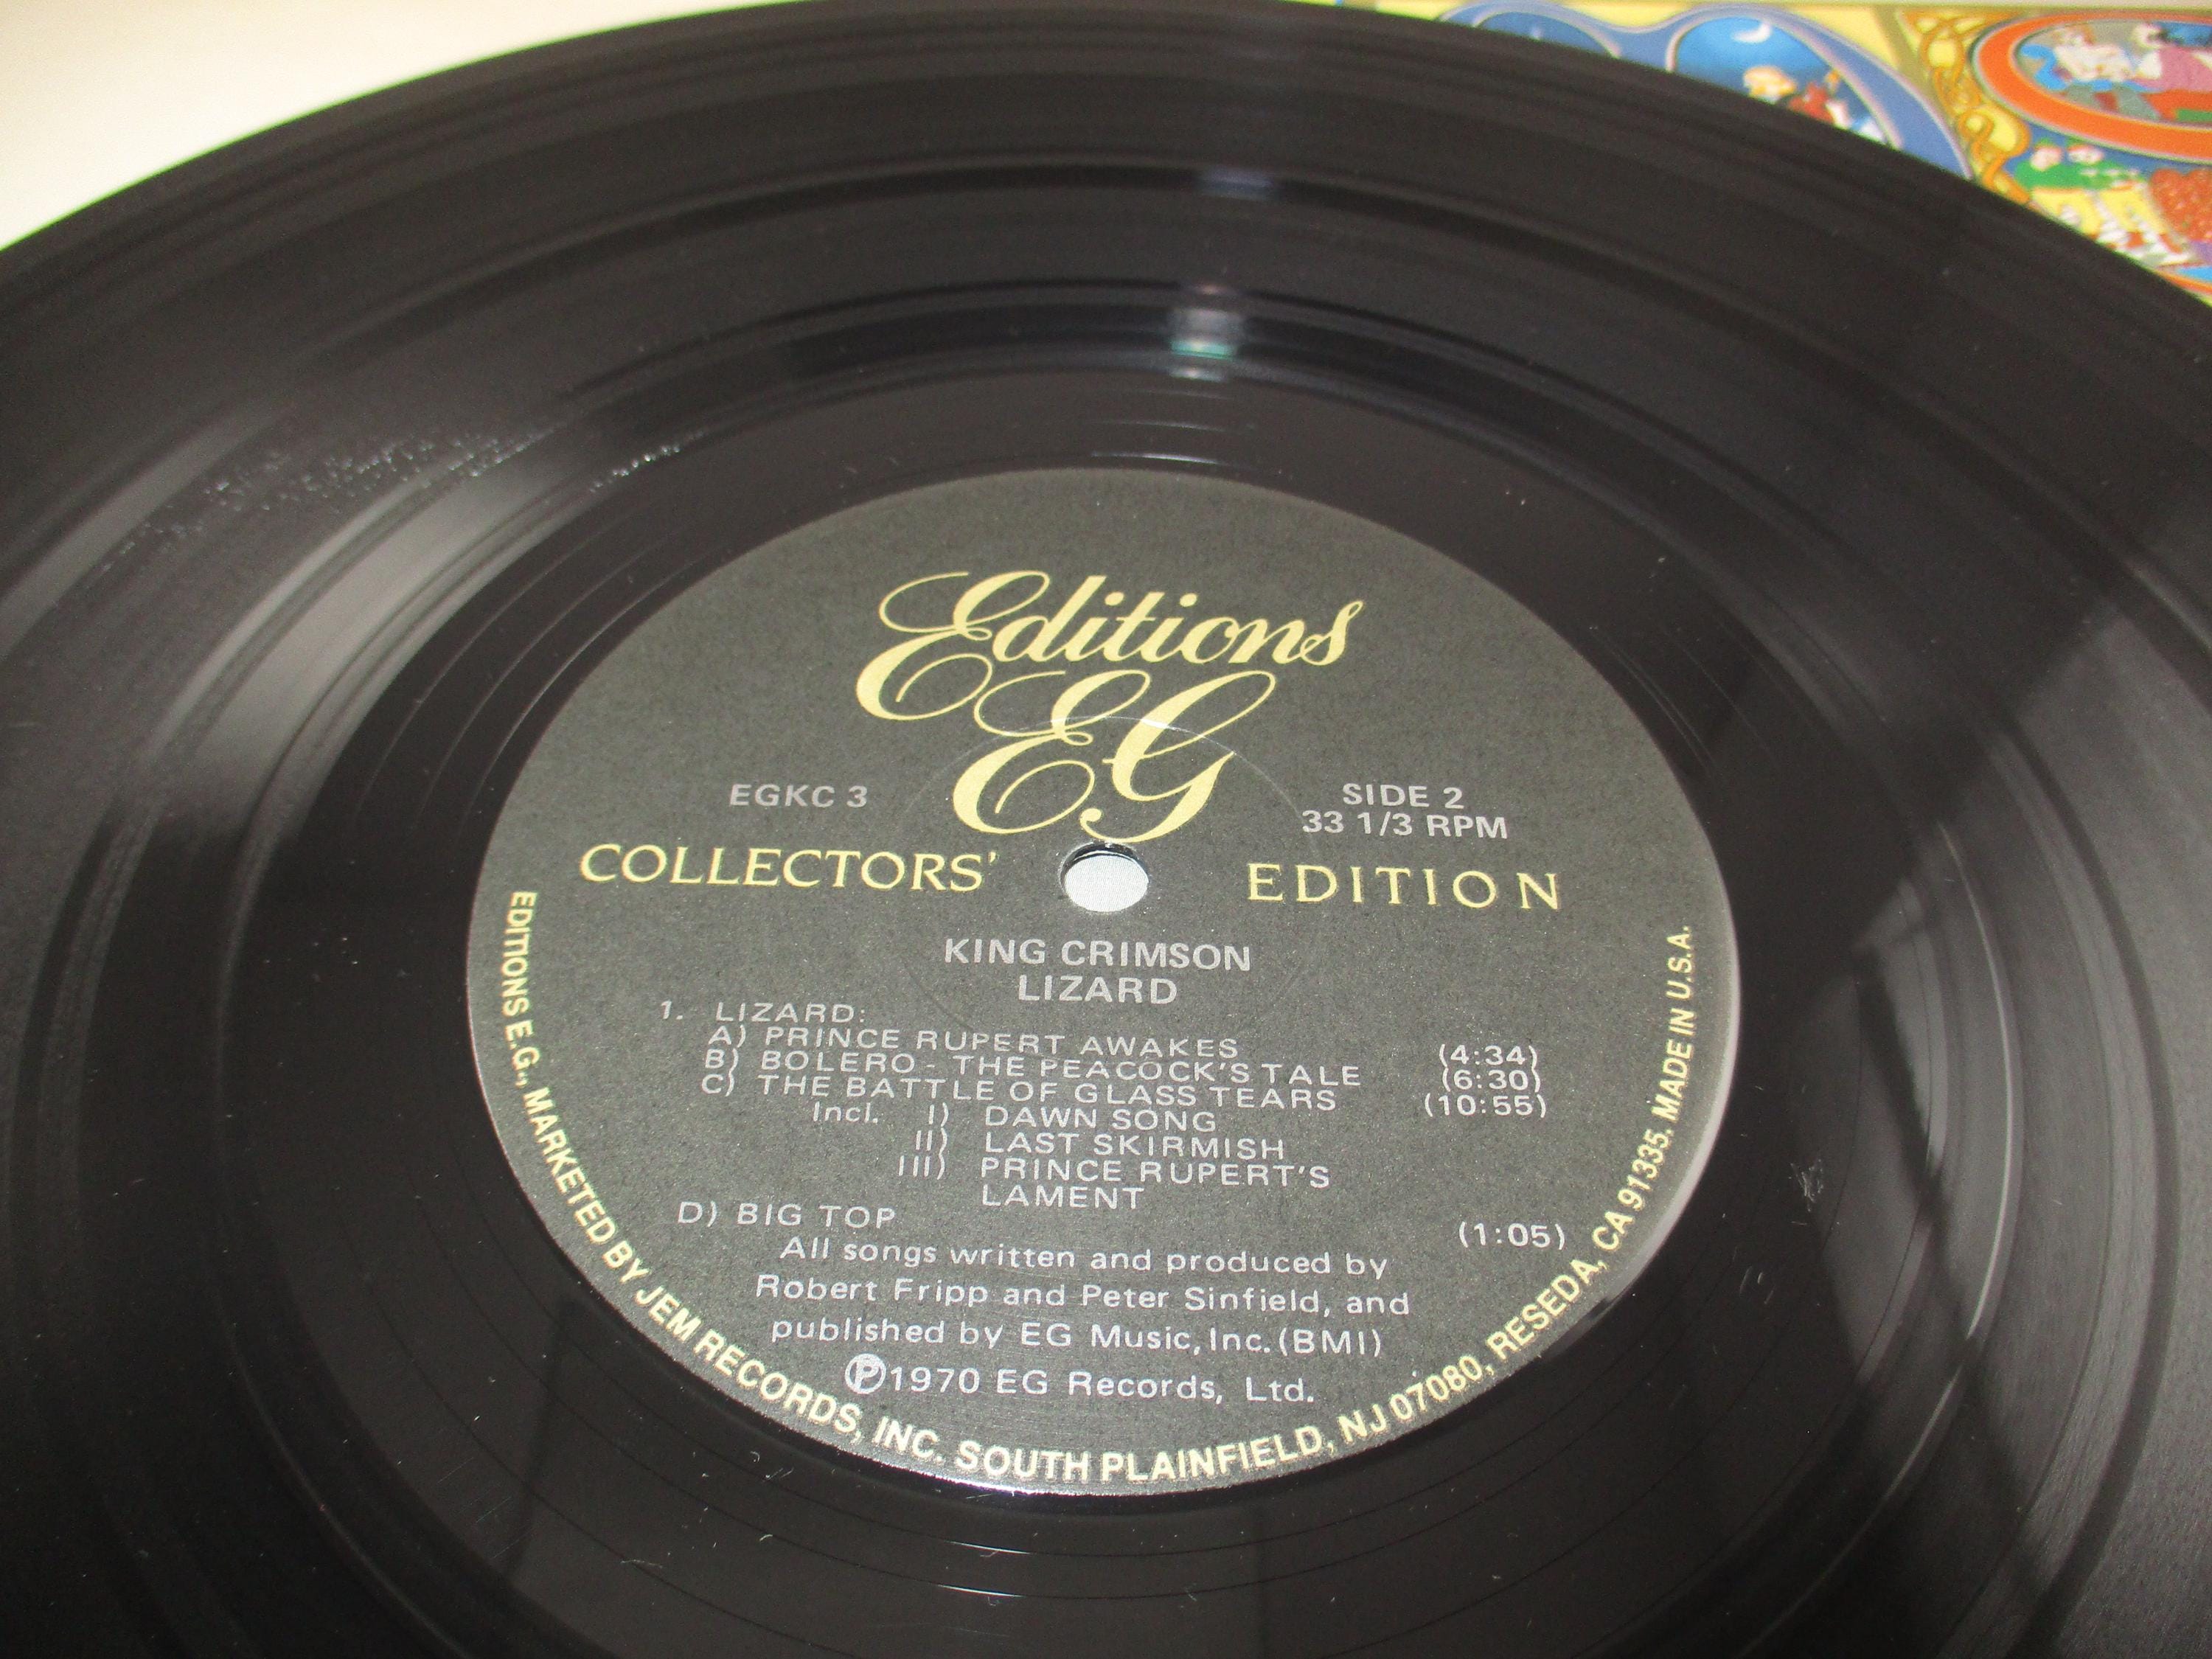 Editions
EG
EGKC 3
SIDE 2
33 1/3 RPM
COLLECTORS' EDITION
KING CRIMSON
LIZARD
1. LIZARD:
A) PRINCE RUPERT AWAKES (4:34)
B) BOLERO - THE PEACOCK'S TALE (6:30)
C) THE BATTLE OF GLASS TEARS (10:55)
Incl. I) DAWN SONG
II) LAST SKIRMISH
III) PRINCE RUPERT'S
LAMENT
D) BIG TOP (1:05)
All songs written and produced by
Robert Fripp and Peter Sinfield, and
published by EG Music, Inc. (BMI)
Ⓟ1970 EG Records, Ltd.
EDITIONS E.G., MARKETED BY JEM RECORDS, INC. SOUTH PLAINFIELD, NJ 07080, RESEDA, CA 91335. MADE IN U.S.A.